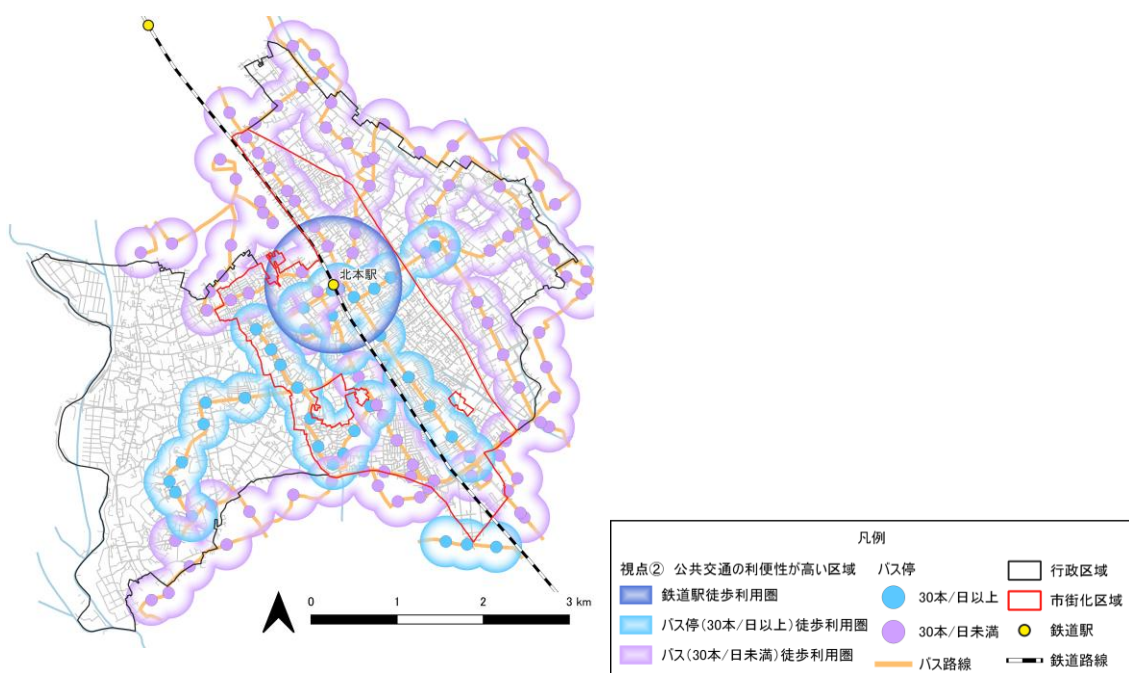 北本駅
0 1 2 3 km
凡例
視点② 公共交通の利便性が高い区域
鉄道駅徒歩利用圏
バス停(30本/日以上)徒歩利用圏
バス(30本/日未満)徒歩利用圏
バス停
30本/日以上
30本/日未満
バス路線
行政区域
市街化区域
鉄道駅
鉄道路線